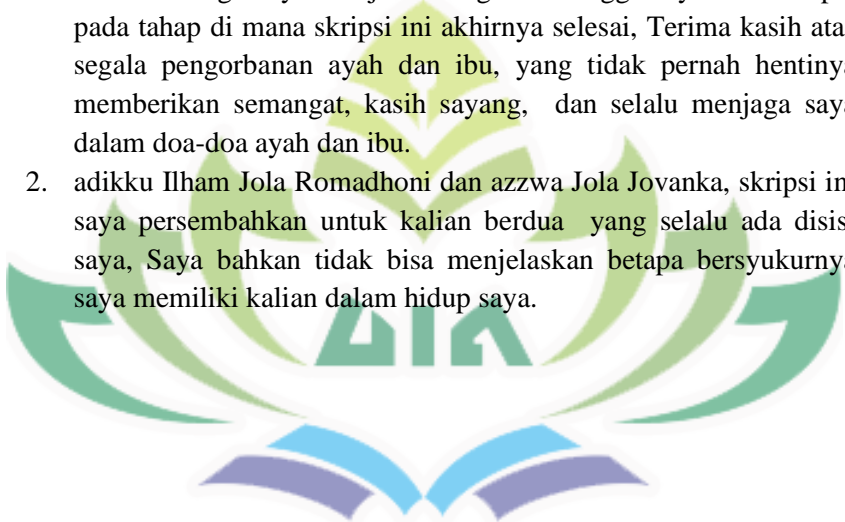 pada tahap di mana skripsi ini akhirnya selesai, Terima kasih ata
segala pengorbanan ayah dan ibu, yang tidak pernah hentinya
memberikan semangat, kasih sayang, dan selalu menjaga saya
dalam doa-doa ayah dan ibu.
2. adikku Ilham Jola Romadhoni dan azzwa Jola Jovanka, skripsi in
saya persembahkan untuk kalian berdua yang selalu ada disis
saya, Saya bahkan tidak bisa menjelaskan betapa bersyukurnya
saya memiliki kalian dalam hidup saya.